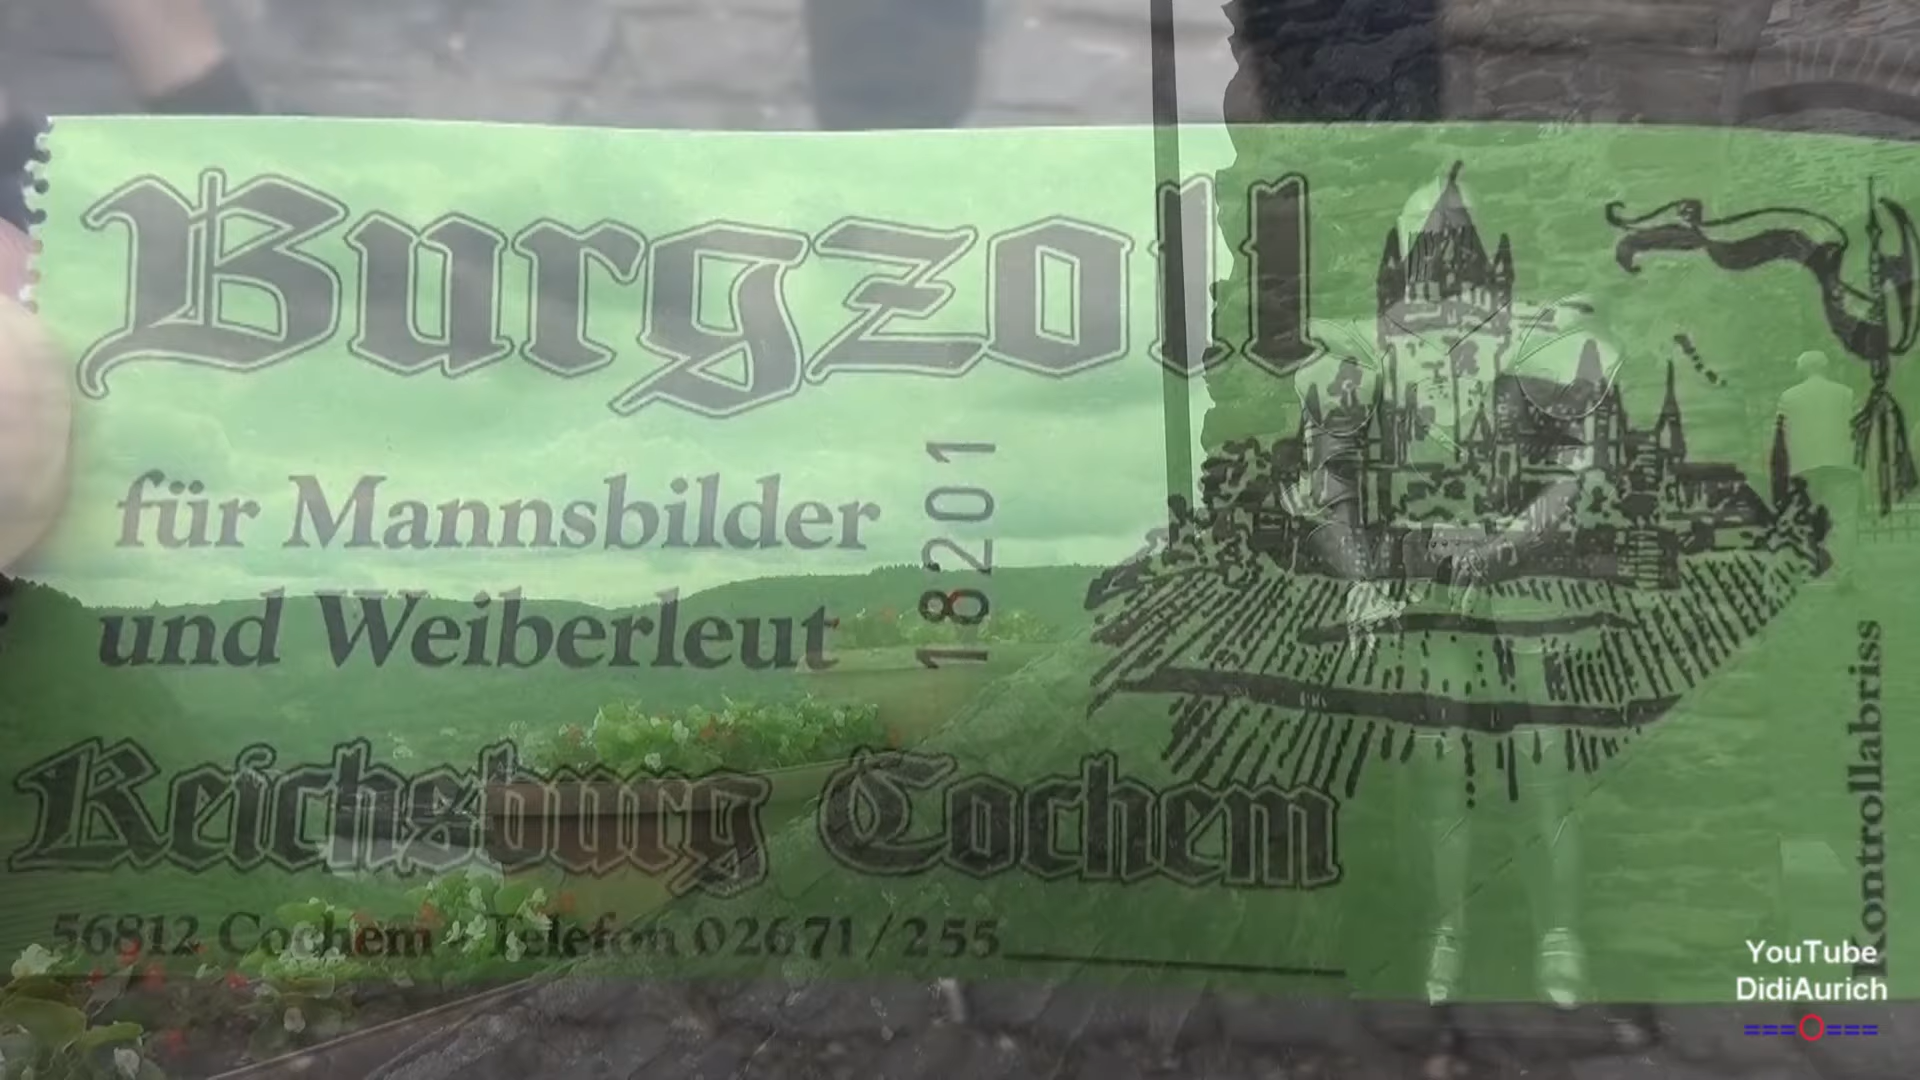 Burgzoll
für Mannsbilder
und Weiberleut
18201
Reichsburg Cochem
56812 Cochem - Telefon 02671/255
Kontrollabriss
YouTube
DidiAurich
===O===